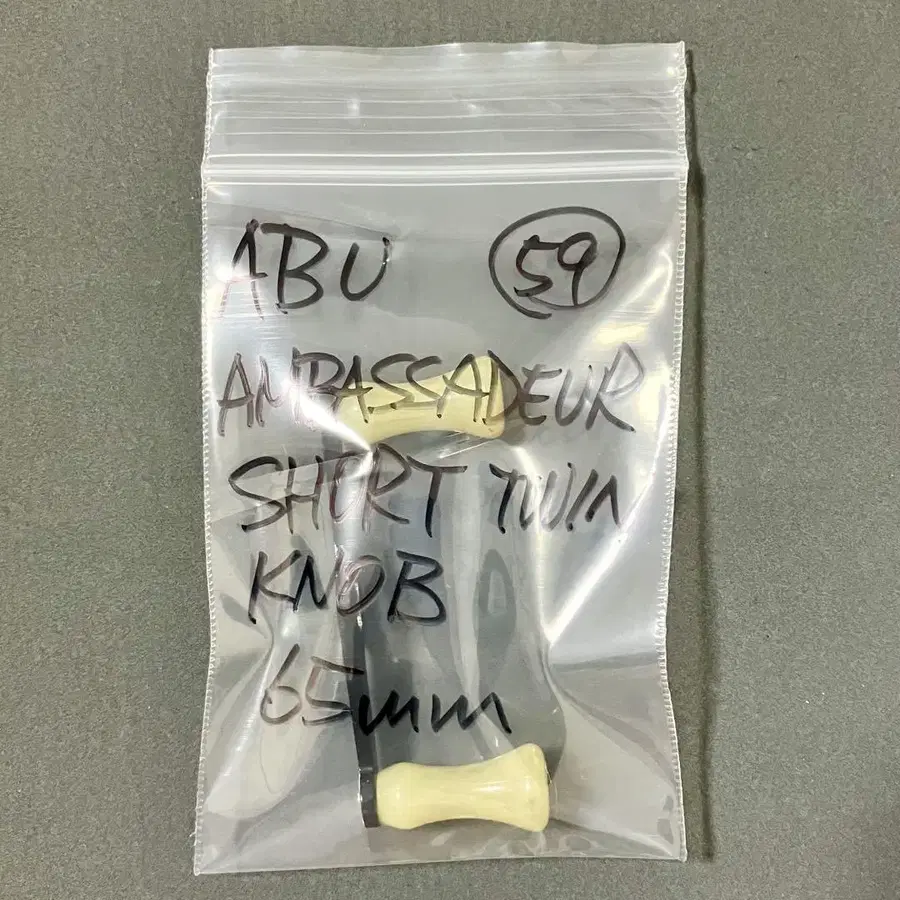 ABU 59
AMBASSADEUR
SHORT TWIN
KNOB
65mm